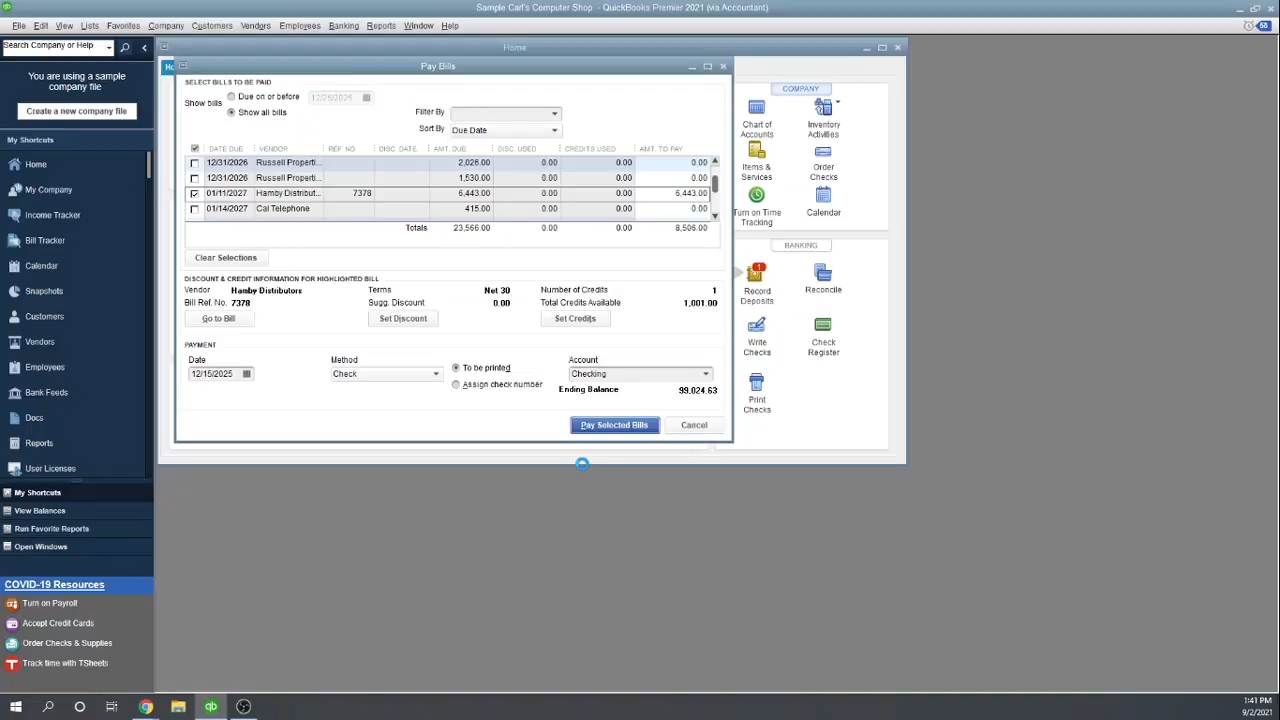 Sample Carl's Computer Shop - QuickBooks Premier 2021 (via Accountant)
File Edit View Lists Favorites Company Customers Vendors Employees Banking Reports Window Help
58
Search Company or Help
You are using a sample
company file
Create a new company file
My Shortcuts
Home
My Company
Income Tracker
Bill Tracker
Calendar
Snapshots
Customers
Vendors
Employees
Bank Feeds
Docs
Reports
User Licenses
My Shortcuts
View Balances
Run Favorite Reports
Open Windows
COVID-19 Resources
Turn on Payroll
Accept Credit Cards
Order Checks & Supplies
Track time with TSheets
Home
Pay Bills
SELECT BILLS TO BE PAID
Show bills
Due on or before 12/25/2025
Show all bills
Filter By
Sort By Due Date
DATE DUE VENDOR REF. NO. DISC. DATE AMT. DUE DISC. USED CREDITS USED AMT. TO PAY
12/31/2026 Russell Properti... 2,026.00 0.00 0.00 0.00
12/31/2026 Russell Properti... 1,530.00 0.00 0.00 0.00
01/11/2027 Hamby Distribut... 7378 6,443.00 0.00 0.00 6,443.00
01/14/2027 Cal Telephone 415.00 0.00 0.00 0.00
Totals 23,566.00 0.00 0.00 8,506.00
Clear Selections
DISCOUNT & CREDIT INFORMATION FOR HIGHLIGHTED BILL
Vendor Hamby Distributors Terms Net 30 Number of Credits 1
Bill Ref. No. 7378 Sugg. Discount 0.00 Total Credits Available 1,001.00
Go to Bill Set Discount Set Credits
PAYMENT
Date Method Account
12/15/2025 Check To be printed Checking
Assign check number Ending Balance 99,024.63
Pay Selected Bills Cancel
COMPANY
Chart of
Accounts
Inventory
Activities
Items &
Services
Order
Checks
Turn on Time
Tracking
Calendar
BANKING
1
Record
Deposits
Reconcile
Write
Checks
Check
Register
Print
Checks
1:41 PM
9/2/2021